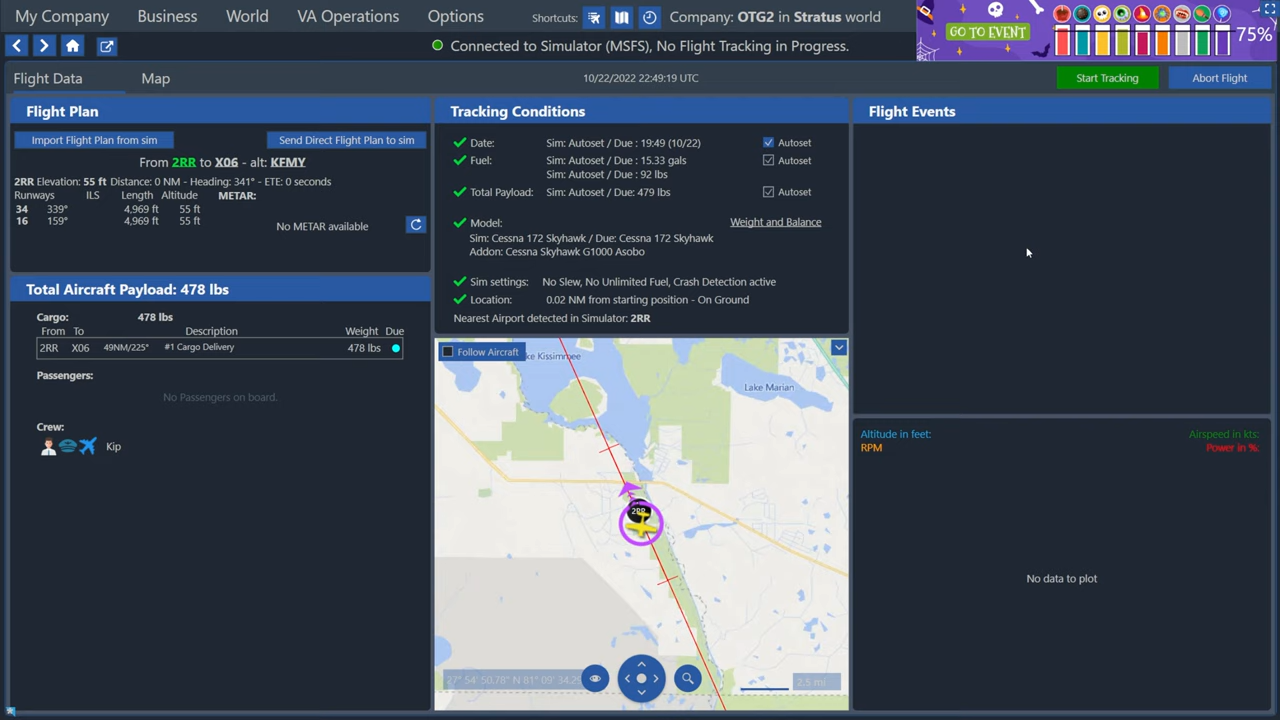 My Company Business World VA Operations Options Shortcuts: Company: OTG2 in Stratus world
GO TO EVENT 75%
Connected to Simulator (MSFS), No Flight Tracking in Progress.
Flight Data Map 10/22/2022 22:49:19 UTC Start Tracking Abort Flight
Flight Plan
Import Flight Plan from sim Send Direct Flight Plan to sim
From 2RR to X06 - alt: KFMY
2RR Elevation: 55 ft Distance: 0 NM - Heading: 341° - ETE: 0 seconds
Runways ILS Length Altitude METAR:
34 339° 4,969 ft 55 ft
16 159° 4,969 ft 55 ft
No METAR available
Total Aircraft Payload: 478 lbs
Cargo: 478 lbs
From To Description Weight Due
2RR X06 49NM/225° #1 Cargo Delivery 478 lbs
Passengers:
No Passengers on board.
Crew:
Kip
Tracking Conditions
Date: Sim: Autoset / Due : 19:49 (10/22) Autoset
Fuel: Sim: Autoset / Due : 15.33 gals Autoset
Sim: Autoset / Due : 92 lbs
Total Payload: Sim: Autoset / Due: 479 lbs Autoset
Model: Weight and Balance
Sim: Cessna 172 Skyhawk / Due: Cessna 172 Skyhawk
Addon: Cessna Skyhawk G1000 Asobo
Sim settings: No Slew, No Unlimited Fuel, Crash Detection active
Location: 0.02 NM from starting position - On Ground
Nearest Airport detected in Simulator: 2RR
Follow Aircraft
ke Kissimmee
Lake Marian
2RR
2.5 mi
Flight Events
Altitude in feet: Airspeed in kts:
RPM Power in %:
No data to plot